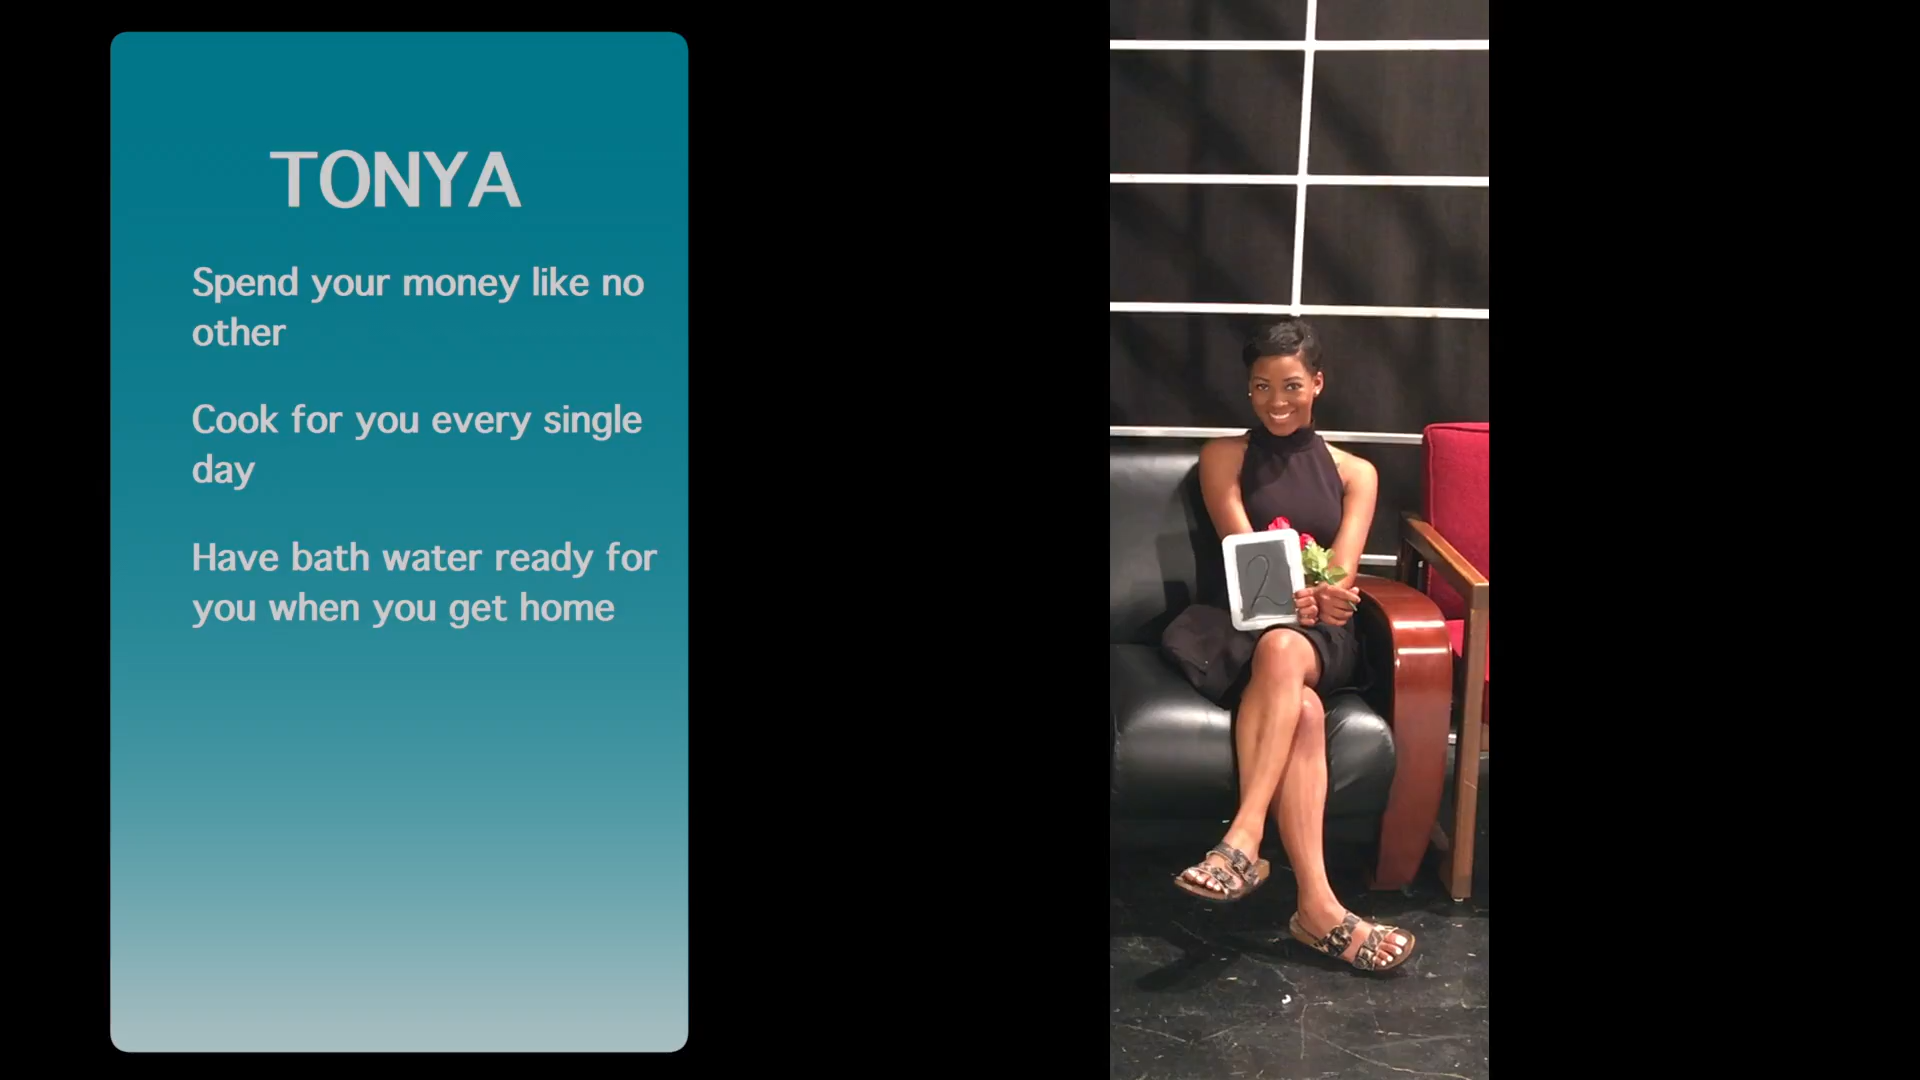 TONYA
Spend your money like no
other
Cook for you every single
day
Have bath water ready for
you when you get home
2